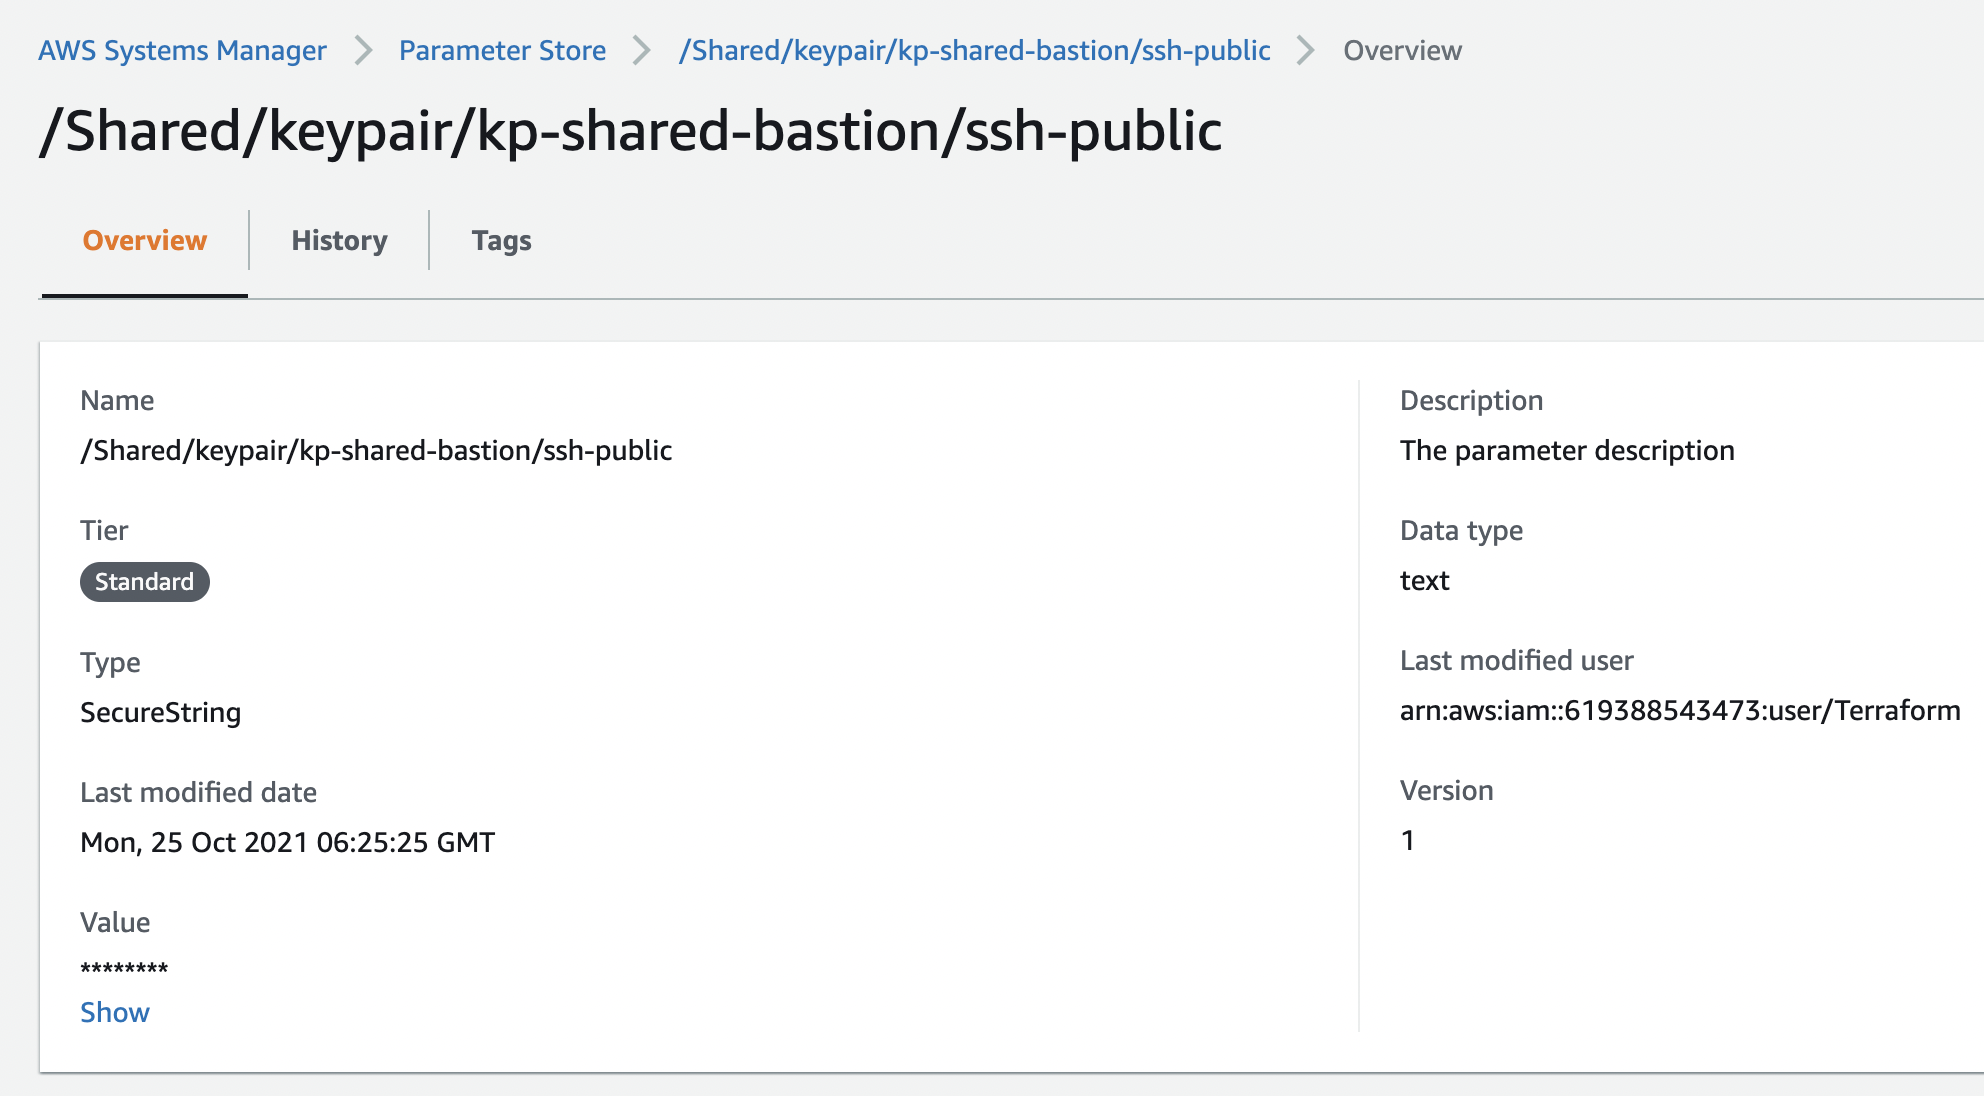 AWS Systems Manager Parameter Store /Shared/keypair/kp-shared-bastion/ssh-public Overview
/Shared/keypair/kp-shared-bastion/ssh-public
Overview History Tags
Name
/Shared/keypair/kp-shared-bastion/ssh-public
Tier
Standard
Type
SecureString
Last modified date
Mon, 25 Oct 2021 06:25:25 GMT
Value
********
Show
Description
The parameter description
Data type
text
Last modified user
arn:aws:iam::619388543473:user/Terraform
Version
1